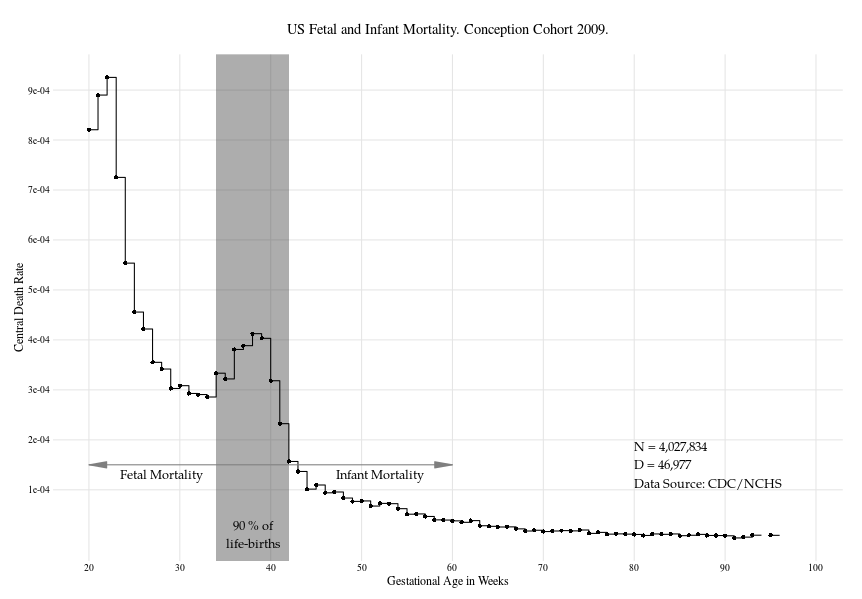 US Fetal and Infant Mortality. Conception Cohort 2009.
9e-04
8e-04
7e-04
6e-04
5e-04
4e-04
3e-04
2e-04
1e-04
Central Death Rate
N = 4,027,834
D = 46,977
Data Source: CDC/NCHS
Fetal Mortality
Infant Mortality
90 % of
life-births
20 30 40 50 60 70 80 90 100
Gestational Age in Weeks